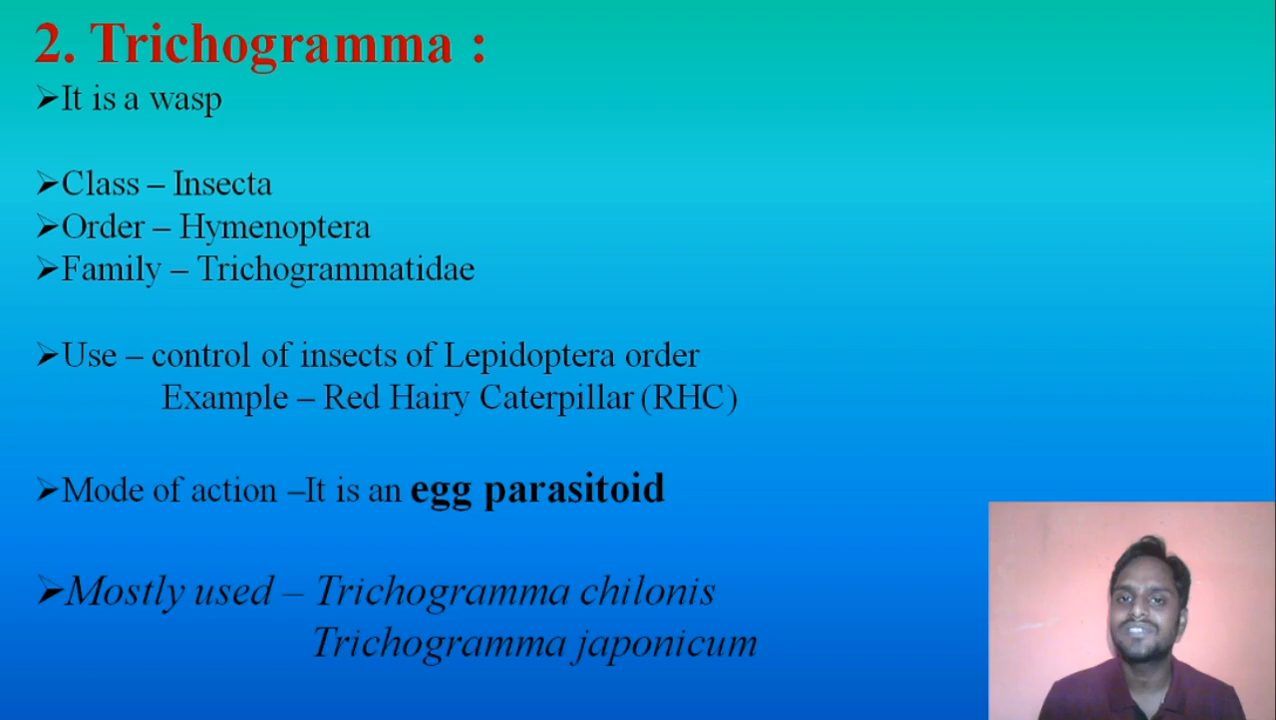 2. Trichogramma :
➢It is a wasp
➢Class – Insecta
➢Order – Hymenoptera
➢Family – Trichogrammatidae
➢Use – control of insects of Lepidoptera order
Example – Red Hairy Caterpillar (RHC)
➢Mode of action –It is an egg parasitoid
➢Mostly used – Trichogramma chilonis
Trichogramma japonicum